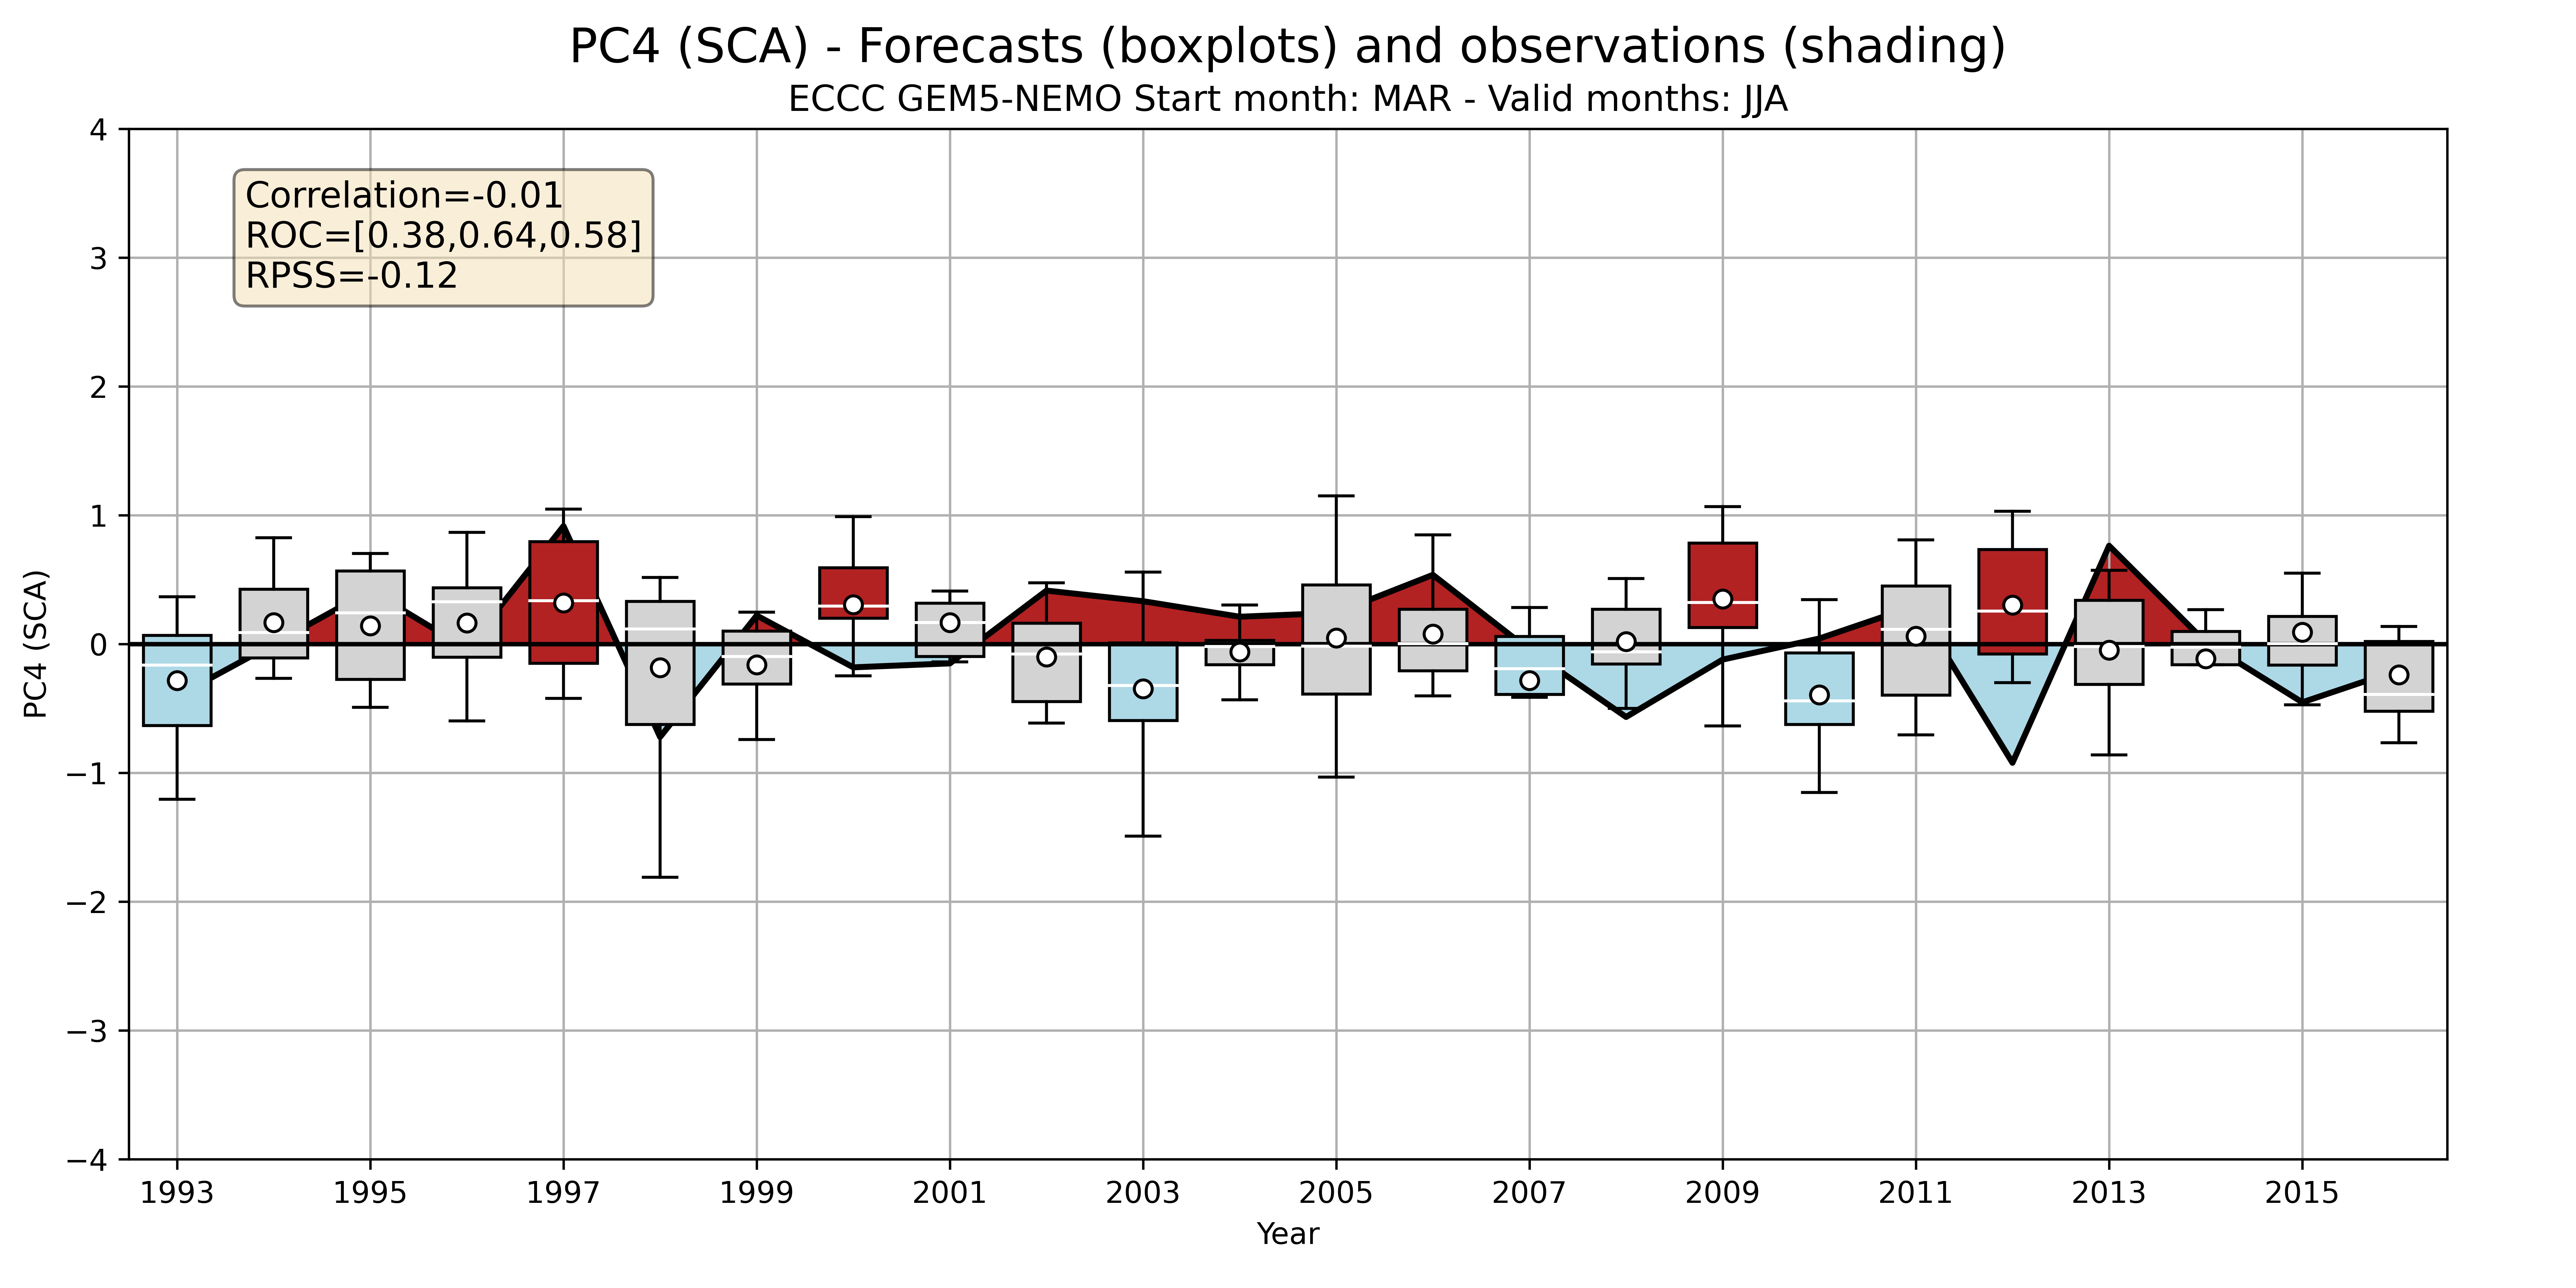 PC4 (SCA) - Forecasts (boxplots) and observations (shading)
ECCC GEM5-NEMO Start month: MAR - Valid months: JJA
Correlation=-0.01
ROC=[0.38,0.64,0.58]
RPSS=-0.12
PC4 (SCA)
4
3
2
1
0
−1
−2
−3
−4
1993 1995 1997 1999 2001 2003 2005 2007 2009 2011 2013 2015
Year